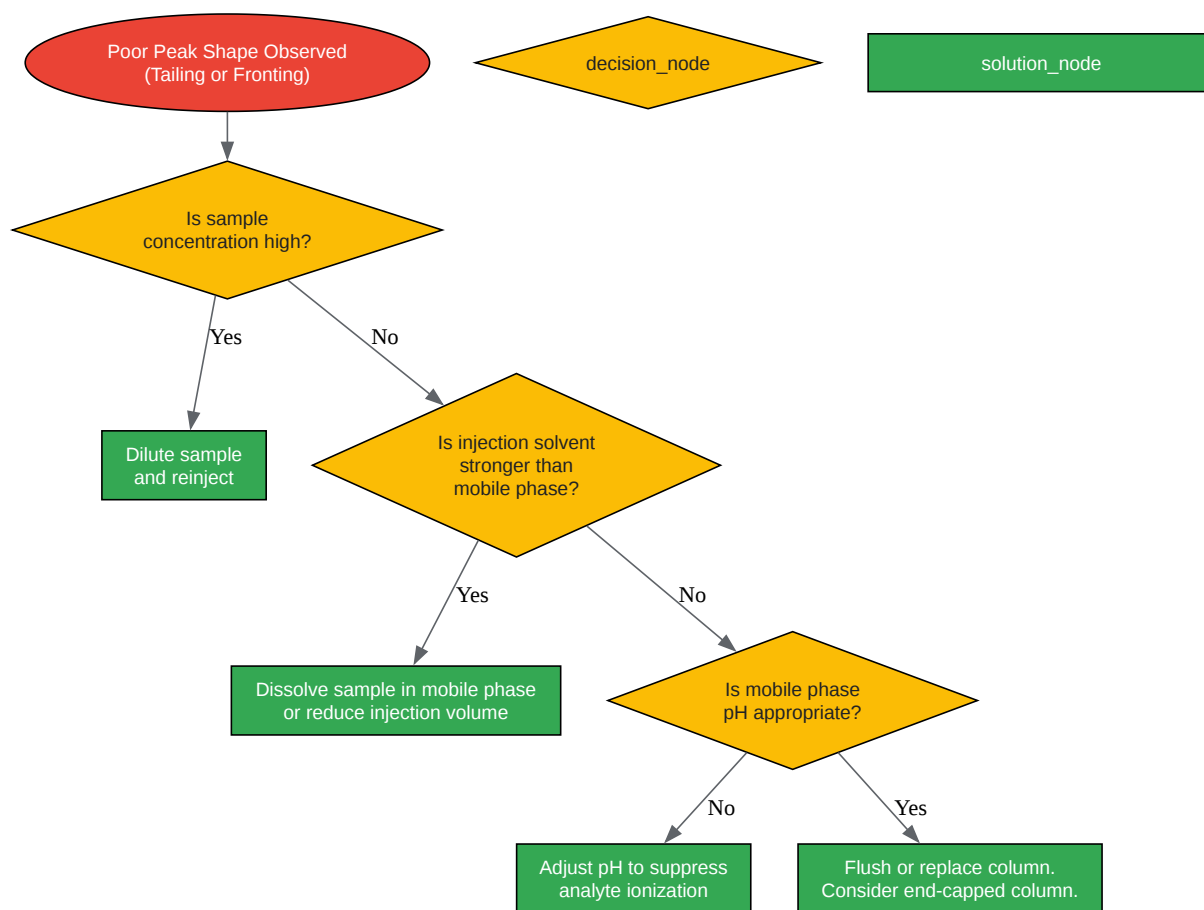 Poor Peak Shape Observed
(Tailing or Fronting)
decision_node
solution_node
Is sample
concentration high?
Yes
No
Dilute sample
and reinject
Is injection solvent
stronger than
mobile phase?
Yes
No
Dissolve sample in mobile phase
or reduce injection volume
Is mobile phase
pH appropriate?
No
Yes
Adjust pH to suppress
analyte ionization
Flush or replace column.
Consider end-capped column.